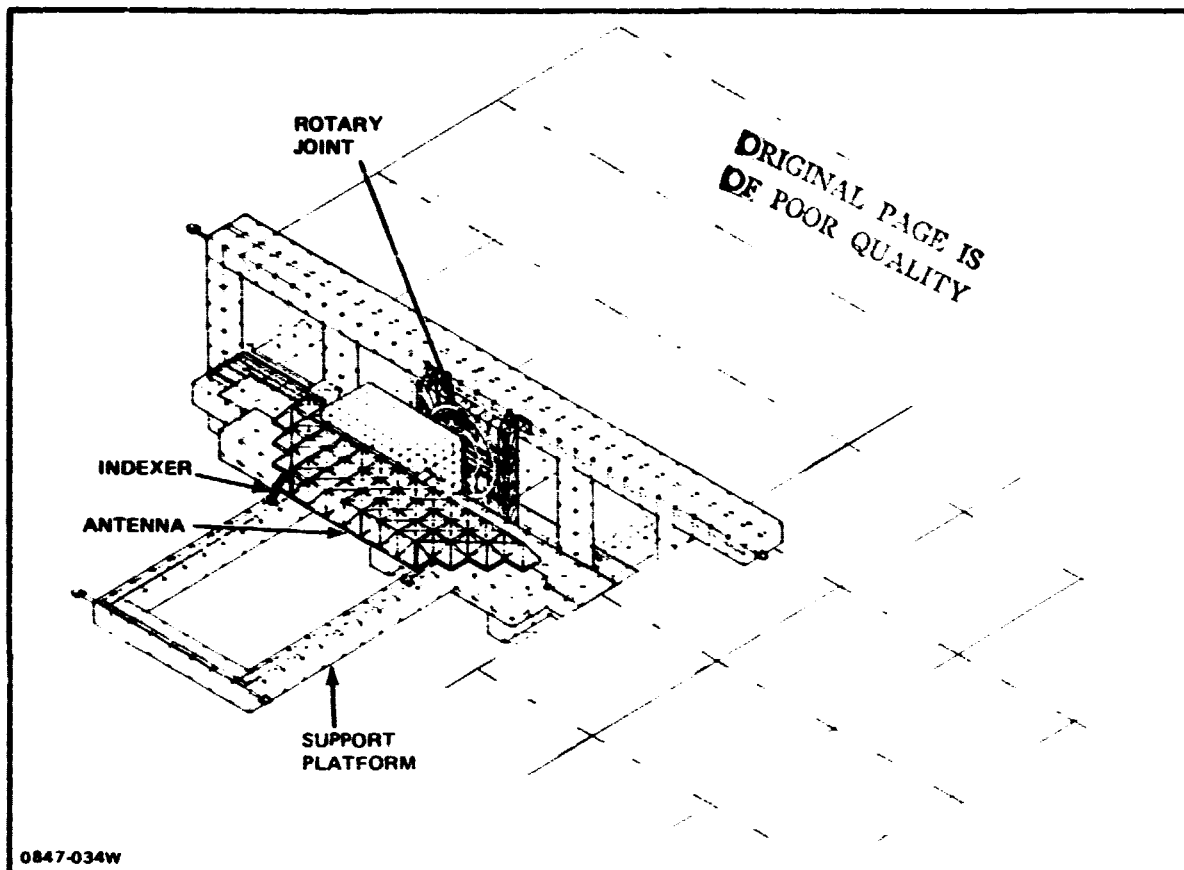 ROTARY
JOINT
ORIGINAL PAGE IS
OF POOR QUALITY
INDEXER
ANTENNA
SUPPORT
PLATFORM
0847-034W